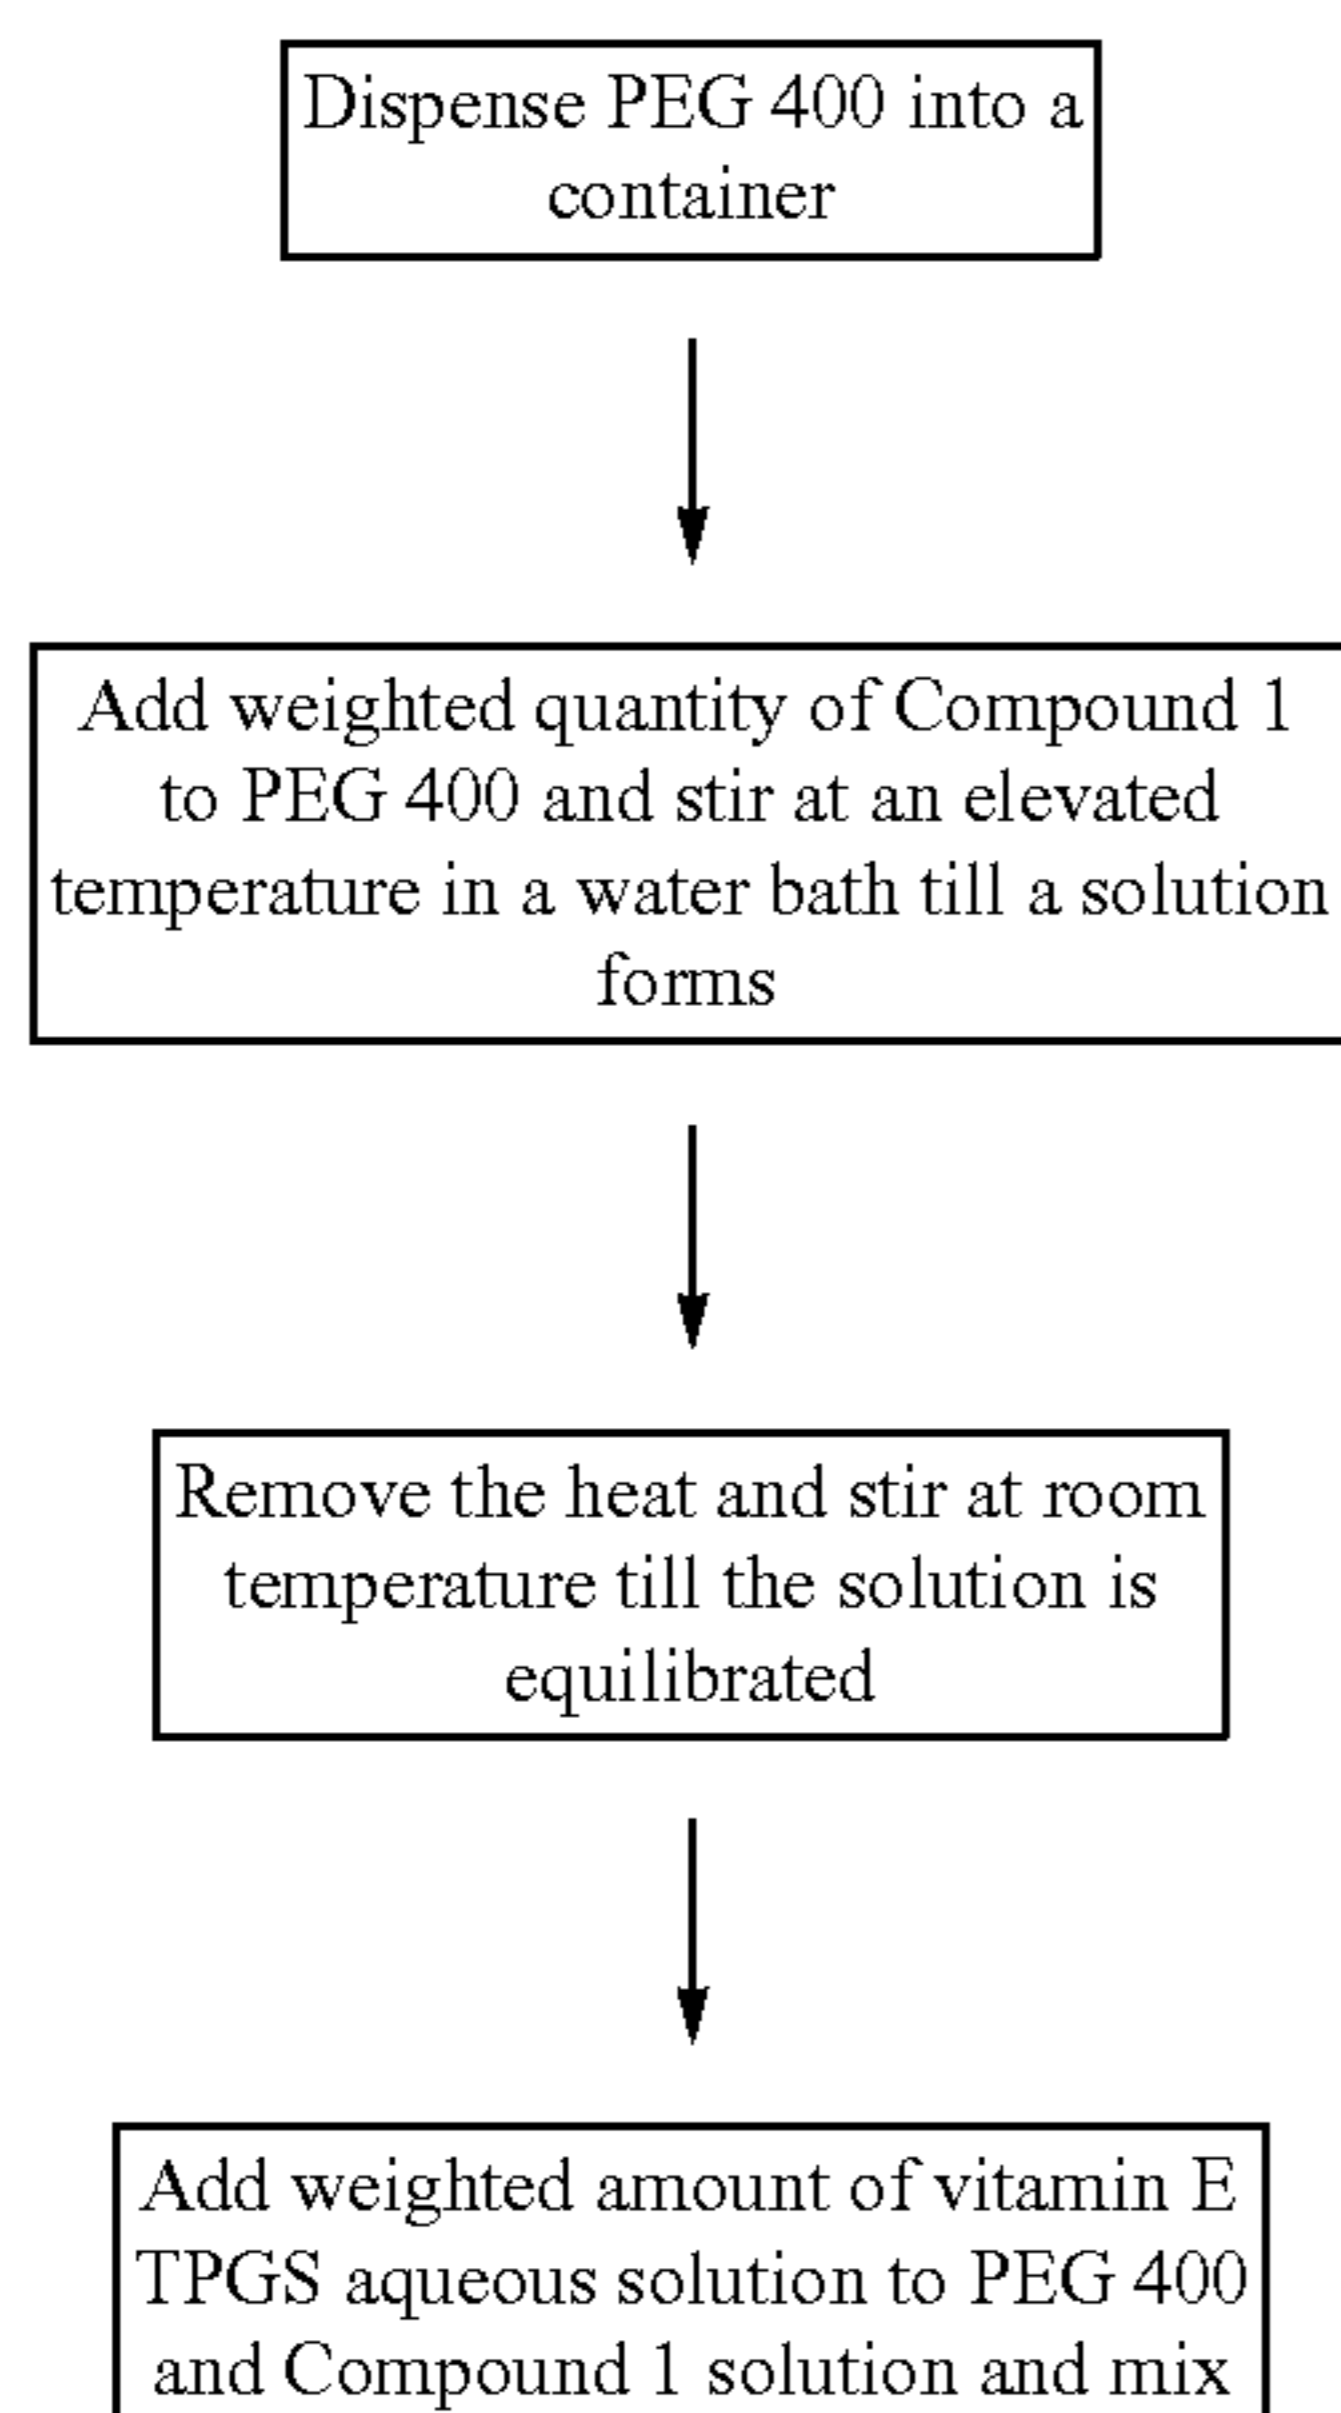 Dispense PEG 400 into a
container
Add weighted quantity of Compound 1
to PEG 400 and stir at an elevated
temperature in a water bath till a solution
forms
Remove the heat and stir at room
temperature till the solution is
equilibrated
Add weighted amount of vitamin E
TPGS aqueous solution to PEG 400
and Compound 1 solution and mix